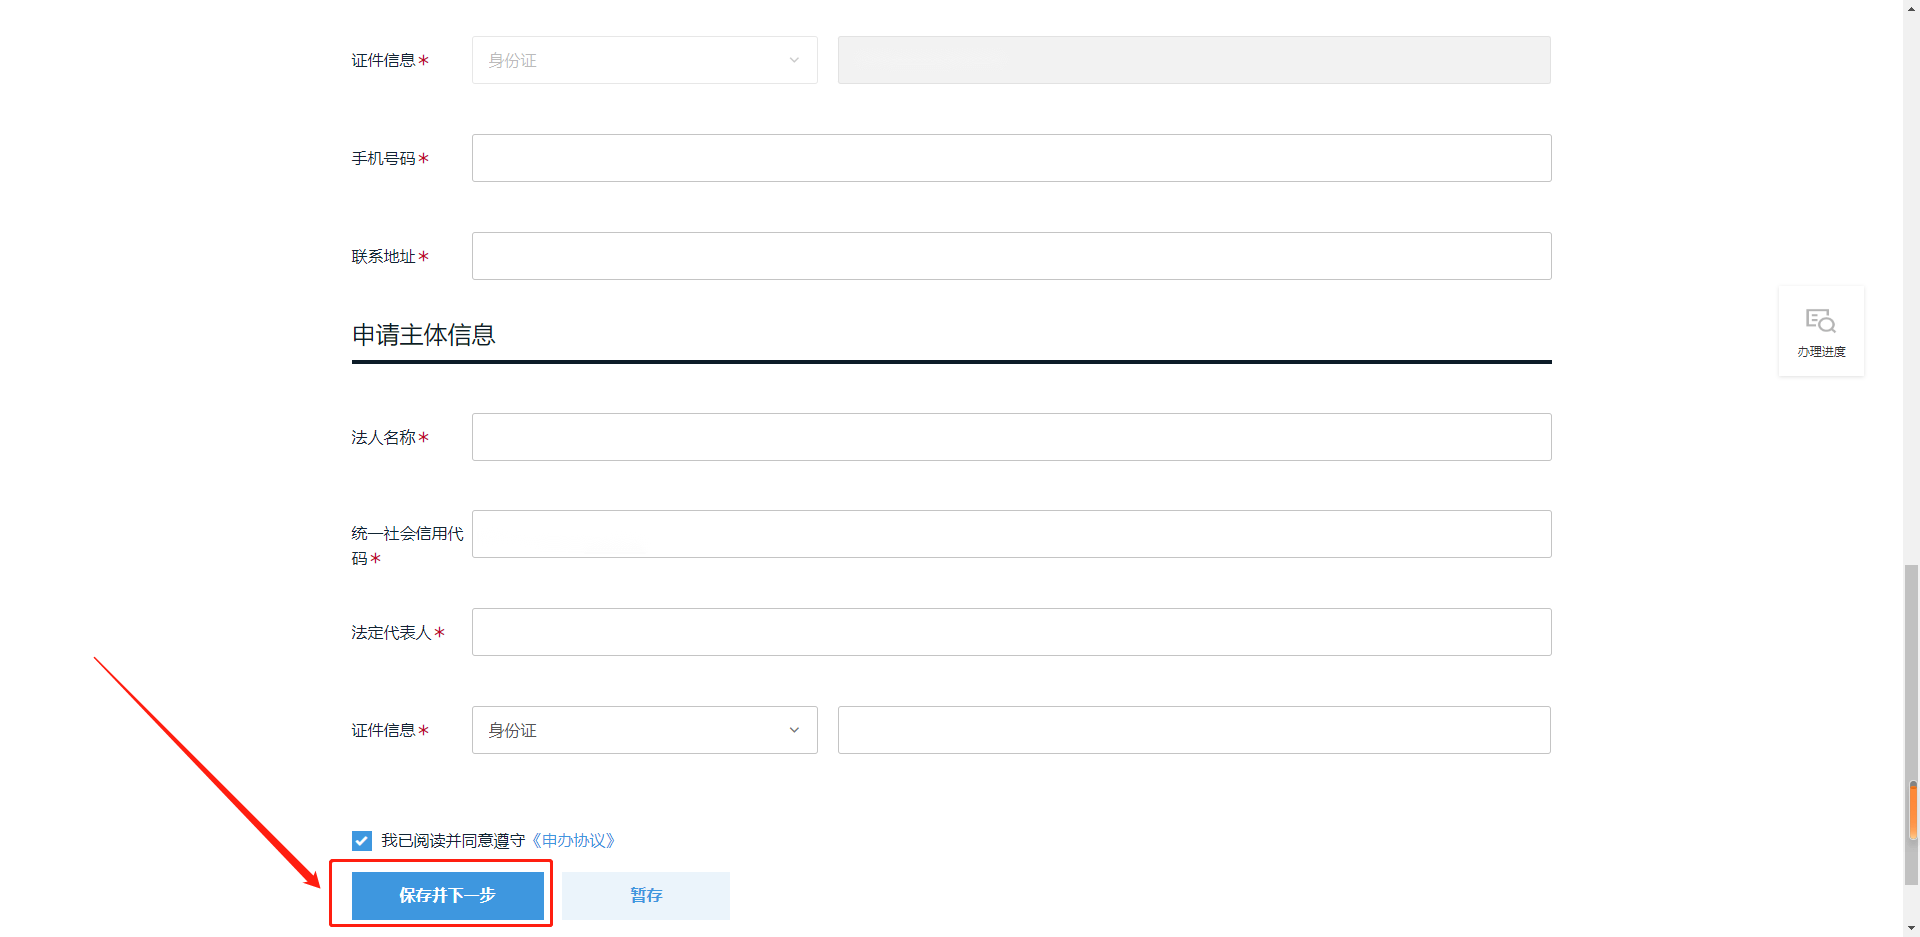 证件信息* 身份证
手机号码*
联系地址*
申请主体信息
办理进度
法人名称*
统一社会信用代
码*
法定代表人*
证件信息* 身份证
我已阅读并同意遵守《申办协议》
保存并下一步 暂存